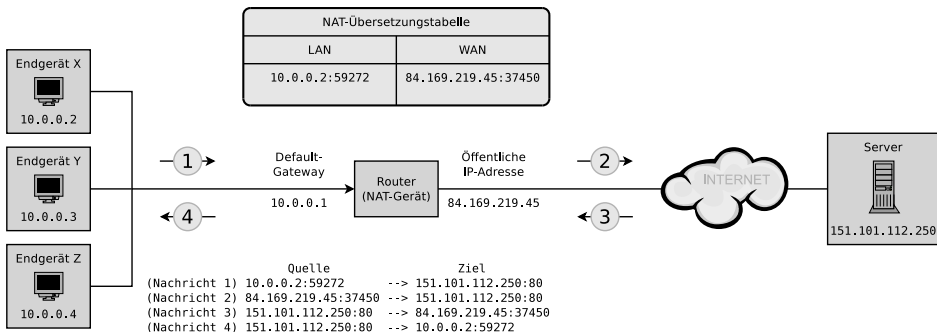 NAT-Übersetzungstabelle
LAN WAN
10.0.0.2:59272 84.169.219.45:37450
Endgerät X
10.0.0.2
Endgerät Y
10.0.0.3
Endgerät Z
10.0.0.4
1
4
Default-
Gateway
10.0.0.1
Router
(NAT-Gerät)
Öffentliche
IP-Adresse
84.169.219.45
2
3
INTERNET
Server
151.101.112.250
Quelle Ziel
(Nachricht 1) 10.0.0.2:59272 --> 151.101.112.250:80
(Nachricht 2) 84.169.219.45:37450 --> 151.101.112.250:80
(Nachricht 3) 151.101.112.250:80 --> 84.169.219.45:37450
(Nachricht 4) 151.101.112.250:80 --> 10.0.0.2:59272